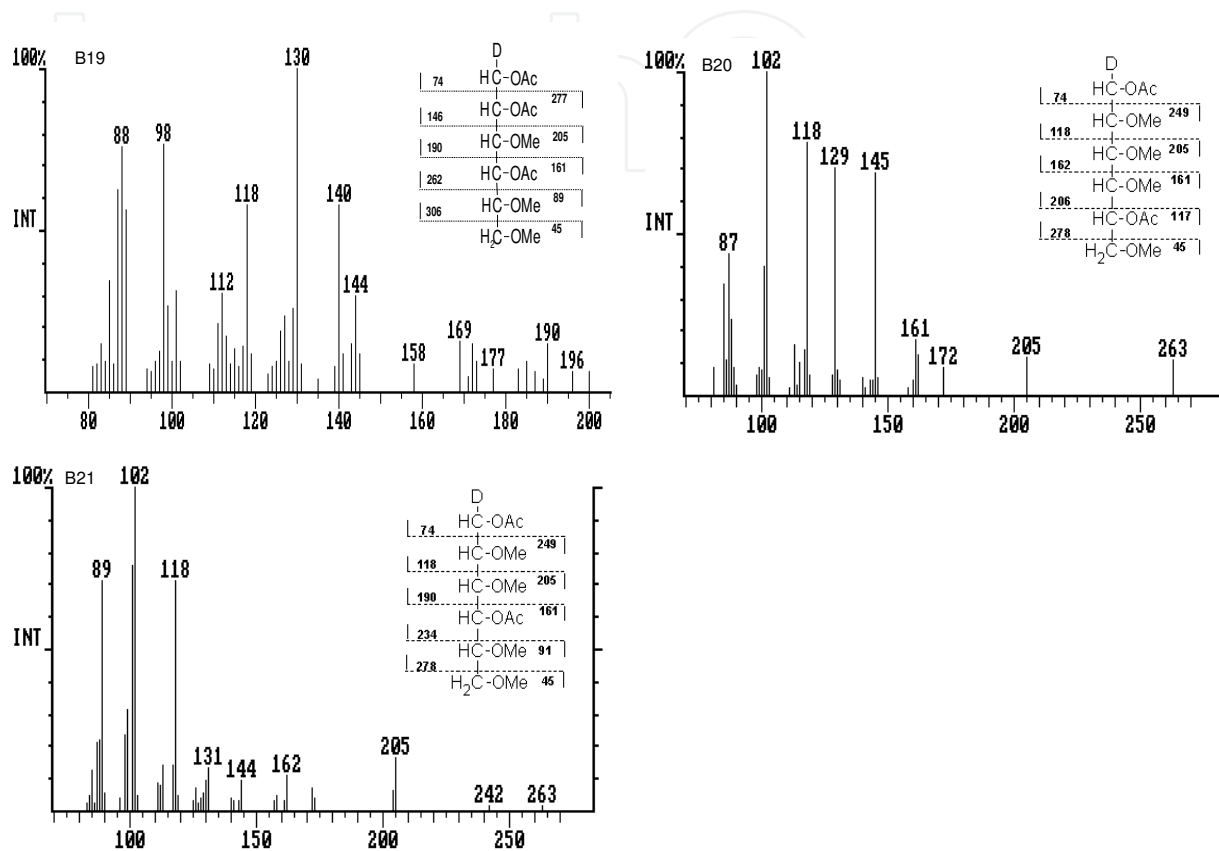 100% B19 130
88 98
118 140
INT
112 144
158 169 177 190 196
80 100 120 140 160 180 200
D
74 HC-OAc
277
146 HC-OAc
205
190 HC-OMe
161
262 HC-OAc
89
306 HC-OMe
45
H2C-OMe
100% B20 102
118 129 145
87
INT
161 172 205 263
100 150 200 250
D
HC-OAc
74
HC-OMe 249
118
HC-OMe 205
162
HC-OMe 161
206
HC-OAc 117
278
H2C-OMe 45
100% B21 102
89 118
INT
131 144 162 205 242 263
100 150 200 250
D
HC-OAc
74
HC-OMe 249
118
HC-OMe 205
190
HC-OAc 161
234
HC-OMe 91
278
H2C-OMe 45